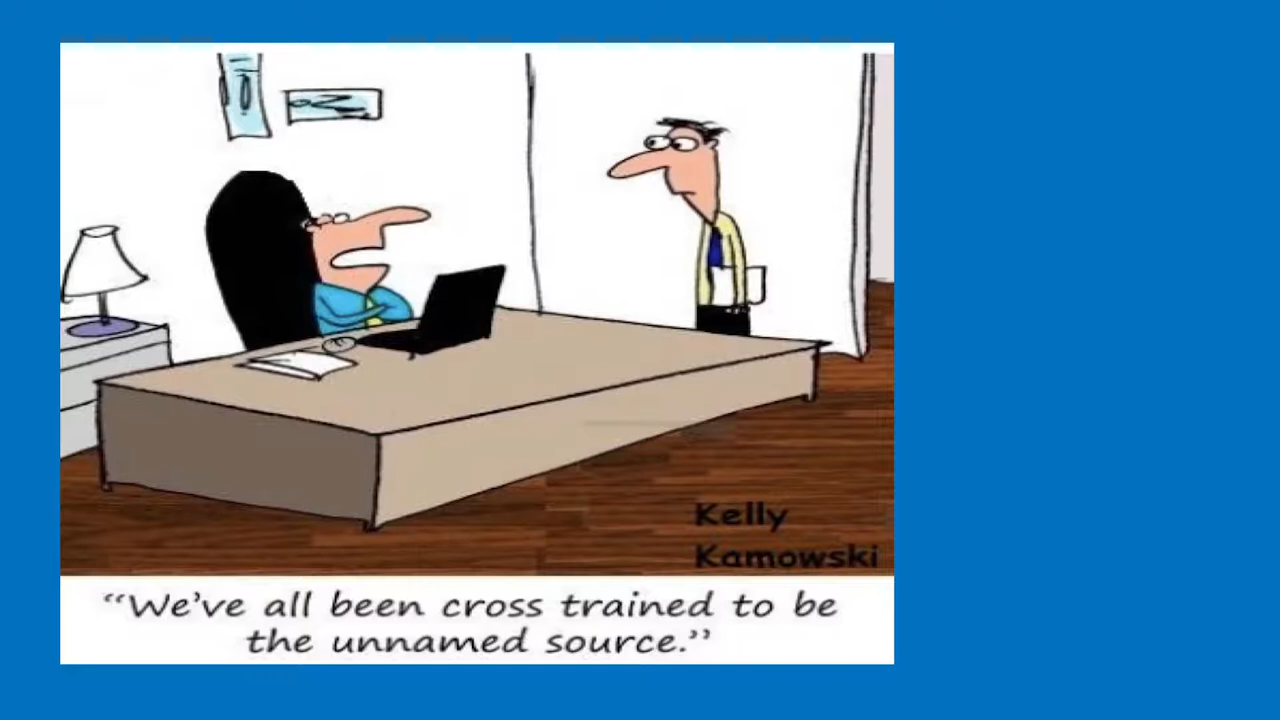 Kelly
Kamowski
“We’ve all been cross trained to be
the unnamed source.”